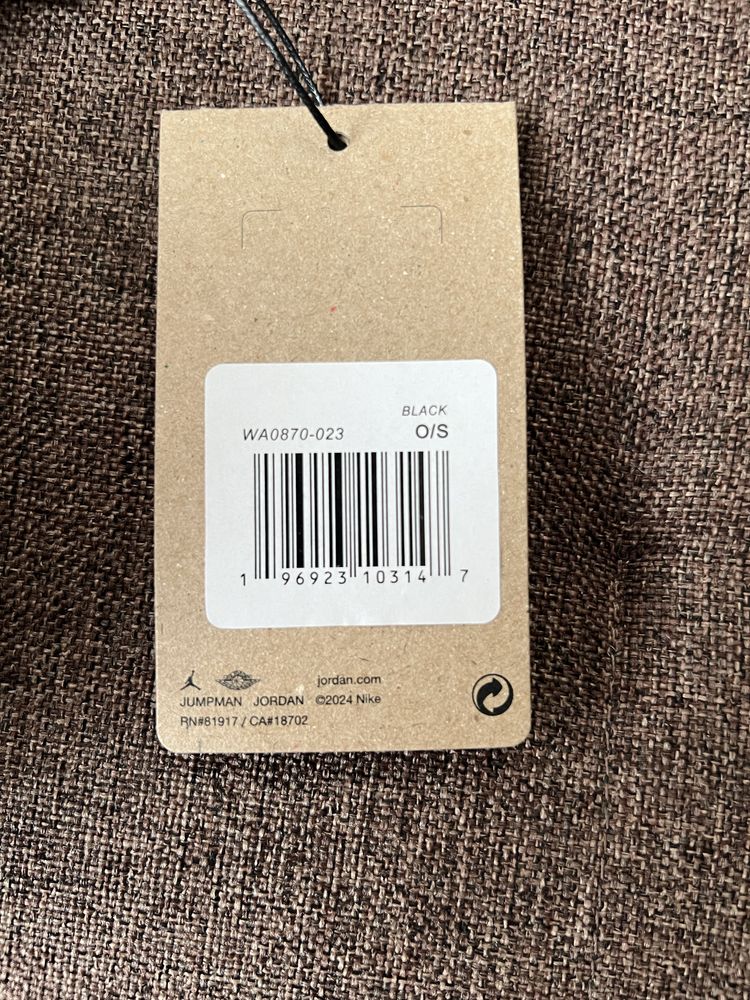 BLACK
WA0870-023 O/S
1 96923 10314 7
jordan.com
JUMPMAN JORDAN ©2024 Nike
RN#81917 / CA#18702